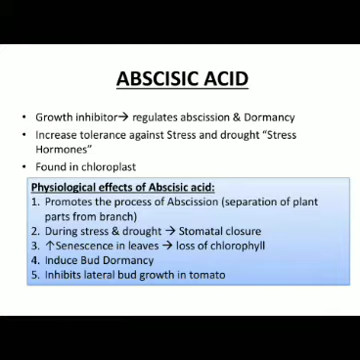 ABSCISIC ACID
• Growth inhibitor→ regulates abscission & Dormancy
• Increase tolerance against Stress and drought “Stress
Hormones”
• Found in chloroplast
Physiological effects of Abscisic acid:
1. Promotes the process of Abscission (separation of plant
parts from branch)
2. During stress & drought → Stomatal closure
3. ↑Senescence in leaves → loss of chlorophyll
4. Induce Bud Dormancy
5. Inhibits lateral bud growth in tomato